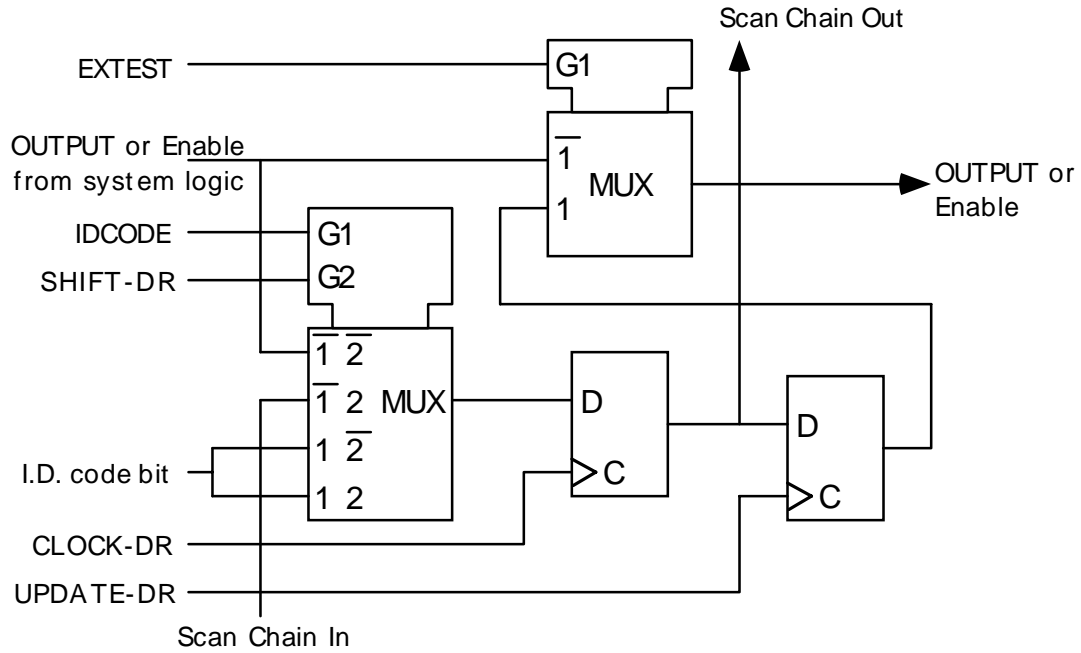 Scan Chain Out
EXTEST
G1
OUTPUT or Enable
from system logic
1̅
MUX
1
OUTPUT or
Enable
IDCODE
G1
SHIFT-DR
G2
1̅ 2̅
1̅ 2 MUX
1 2̅
1 2
I.D. code bit
D
C
D
C
CLOCK-DR
UPDATE-DR
Scan Chain In